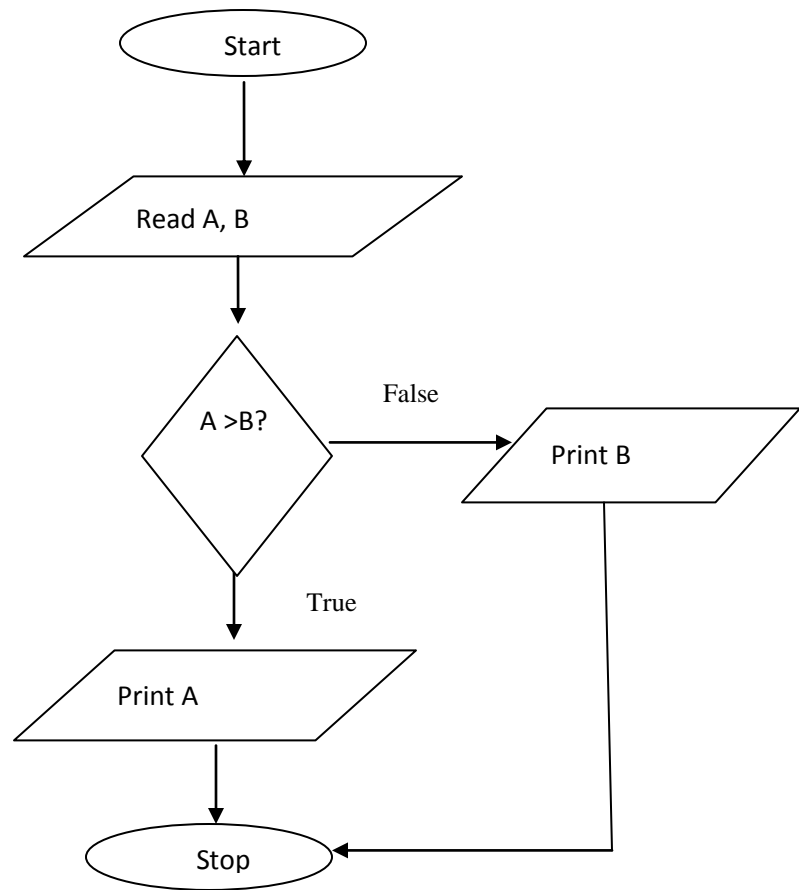 Start
Read A, B
A >B?
False
Print B
True
Print A
Stop